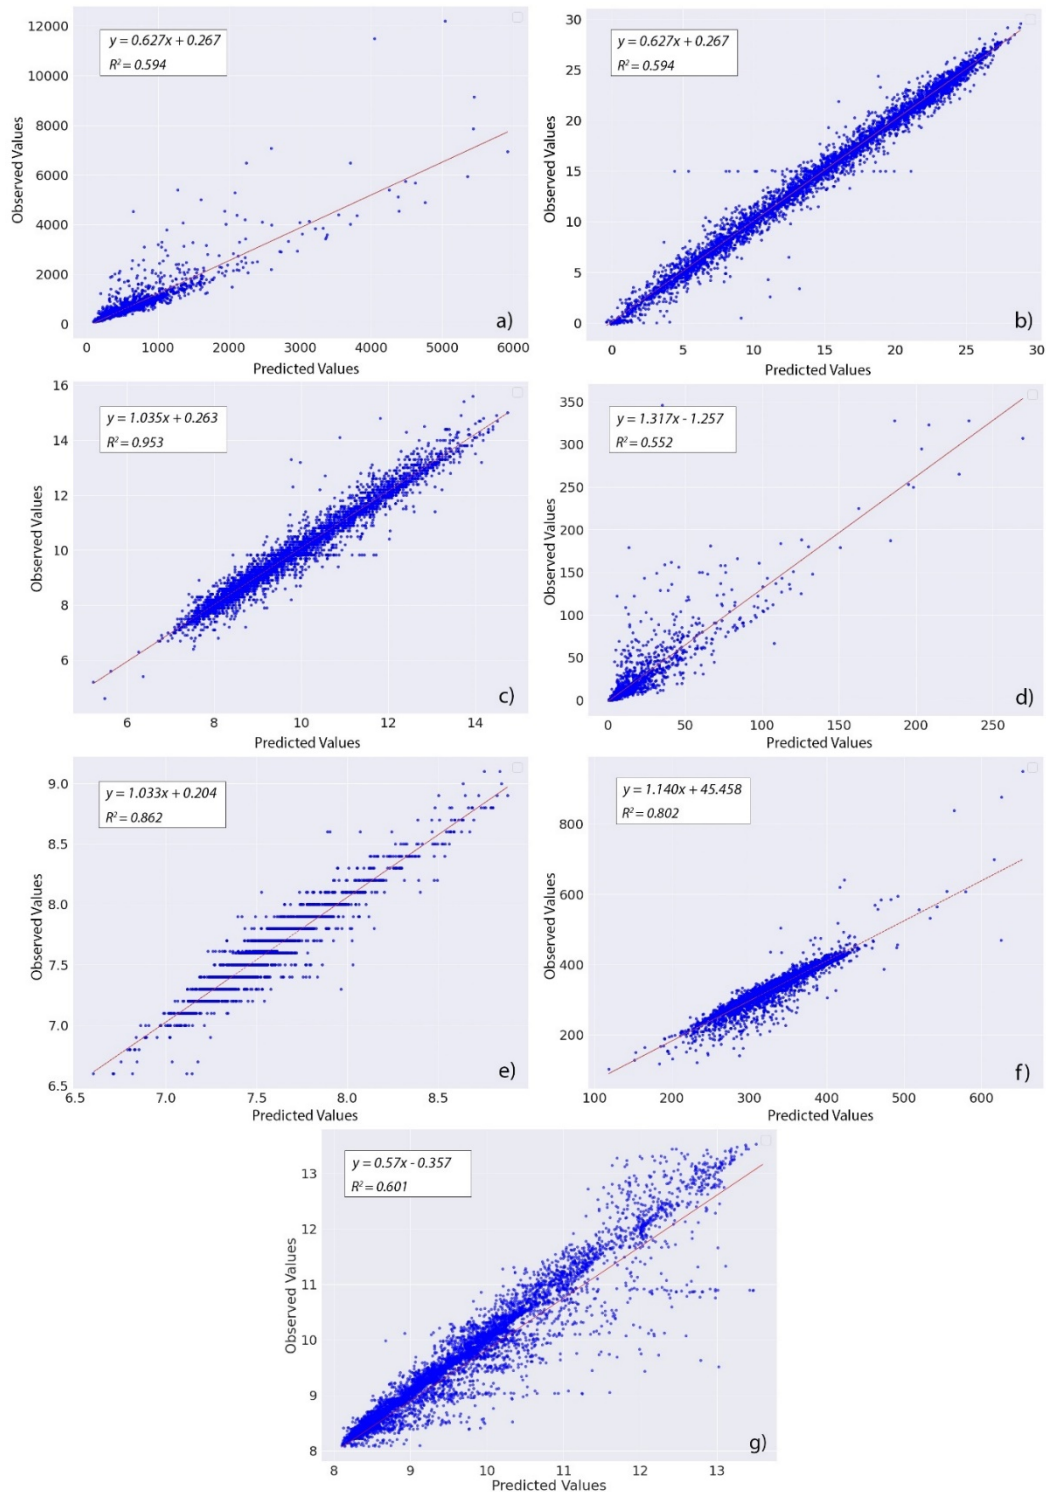 12000
10000
8000
6000
4000
2000
0
Observed Values
y = 0.627x + 0.267
R² = 0.594
a)
0 1000 2000 3000 4000 5000 6000
Predicted Values
30
25
20
15
10
5
0
Observed Values
y = 0.627x + 0.267
R² = 0.594
b)
0 5 10 15 20 25 30
Predicted Values
16
14
12
10
8
6
Observed Values
y = 1.035x + 0.263
R² = 0.953
c)
6 8 10 12 14
Predicted Values
350
300
250
200
150
100
50
0
Observed Values
y = 1.317x - 1.257
R² = 0.552
d)
0 50 100 150 200 250
Predicted Values
9.0
8.5
8.0
7.5
7.0
6.5
Observed Values
y = 1.033x + 0.204
R² = 0.862
e)
6.5 7.0 7.5 8.0 8.5
Predicted Values
800
600
400
200
Observed Values
y = 1.140x + 45.458
R² = 0.802
f)
100 200 300 400 500 600
Predicted Values
13
12
11
10
9
8
Observed Values
y = 0.57x - 0.357
R² = 0.601
g)
8 9 10 11 12 13
Predicted Values